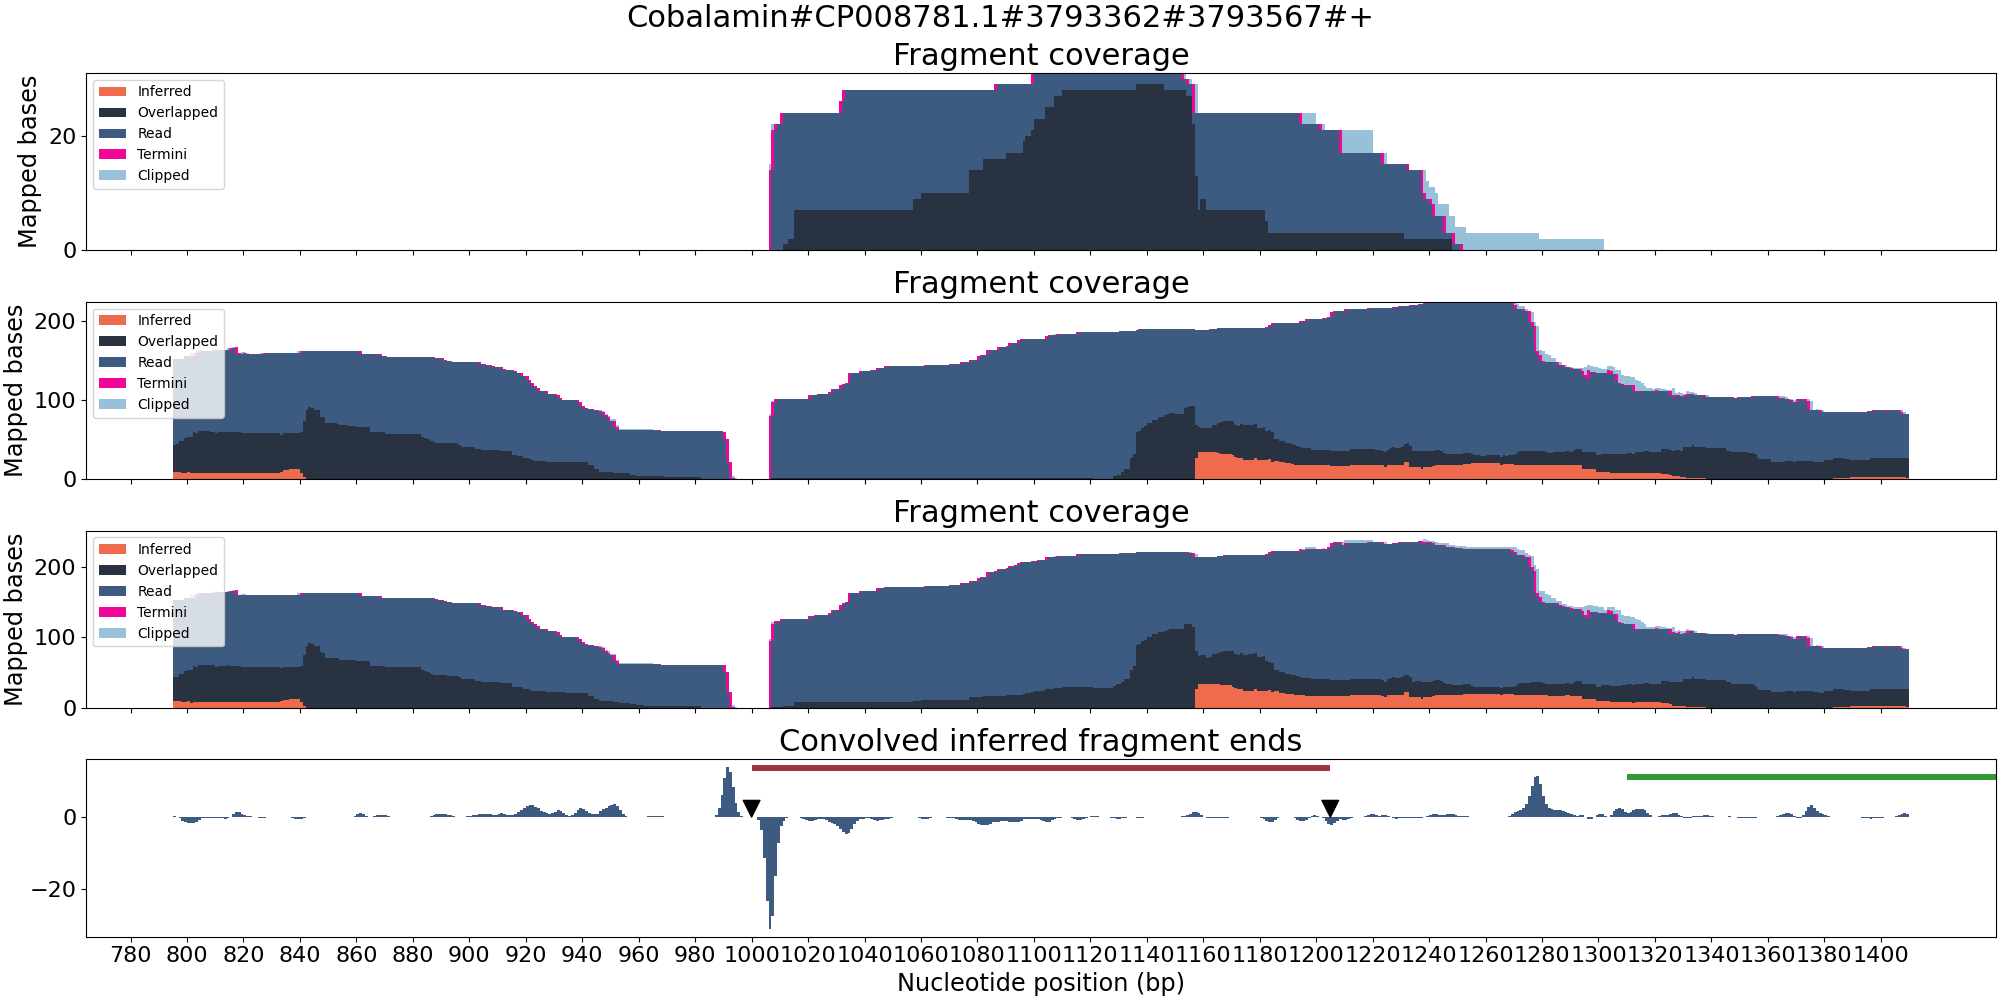 Cobalamin#CP008781.1#3793362#3793567#+
Fragment coverage
Mapped bases
20
0
Inferred
Overlapped
Read
Termini
Clipped
Fragment coverage
Mapped bases
200
100
0
Inferred
Overlapped
Read
Termini
Clipped
Fragment coverage
Mapped bases
200
100
0
Inferred
Overlapped
Read
Termini
Clipped
Convolved inferred fragment ends
0
−20
780 800 820 840 860 880 900 920 940 960 980 1000 1020 1040 1060 1080 1100 1120 1140 1160 1180 1200 1220 1240 1260 1280 1300 1320 1340 1360 1380 1400
Nucleotide position (bp)